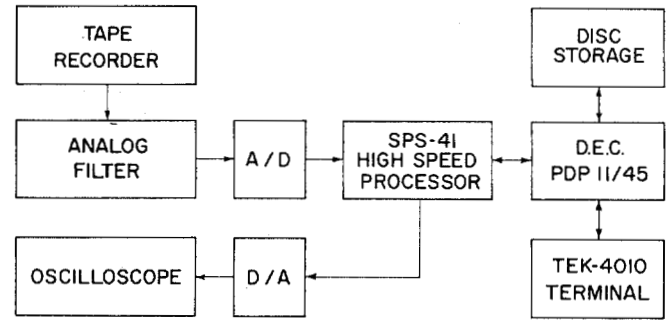 TAPE
RECORDER
DISC
STORAGE
ANALOG
FILTER
A/D
SPS-41
HIGH SPEED
PROCESSOR
D.E.C.
PDP 11/45
OSCILLOSCOPE
D/A
TEK-4010
TERMINAL